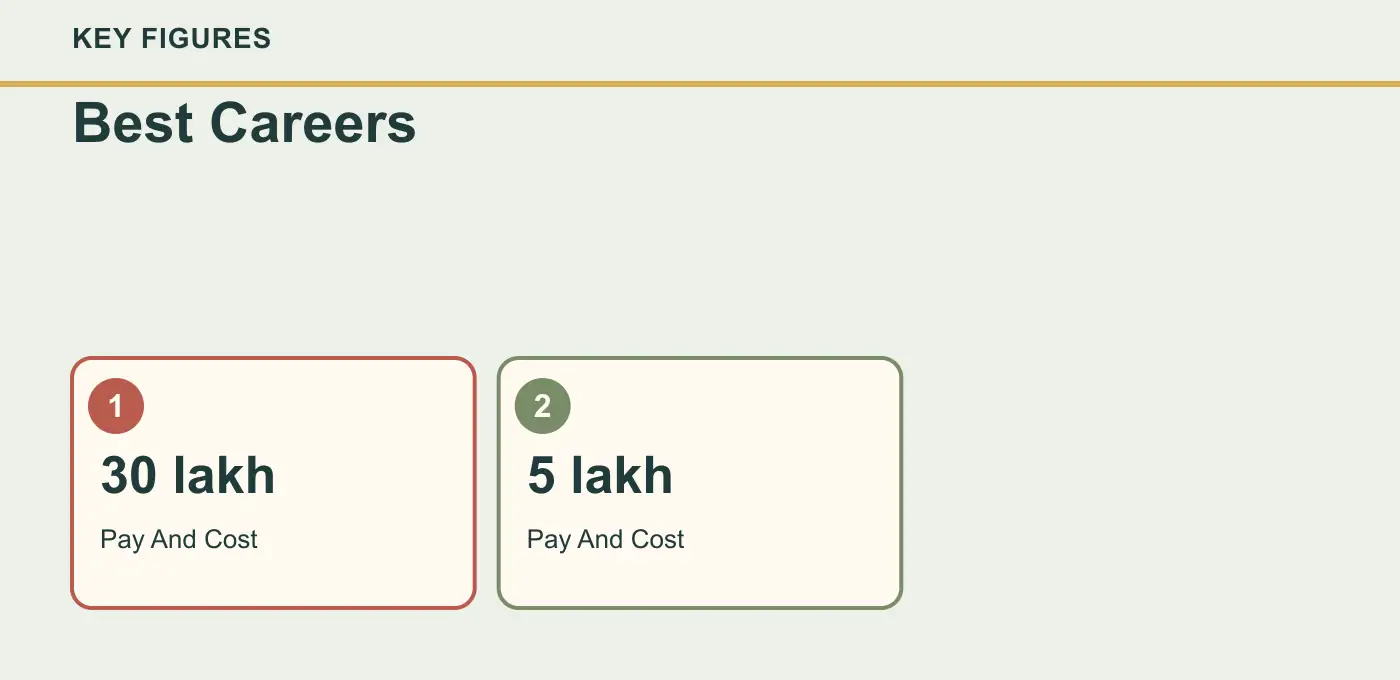 KEY FIGURES
Best Careers
1
30 lakh
Pay And Cost
2
5 lakh
Pay And Cost